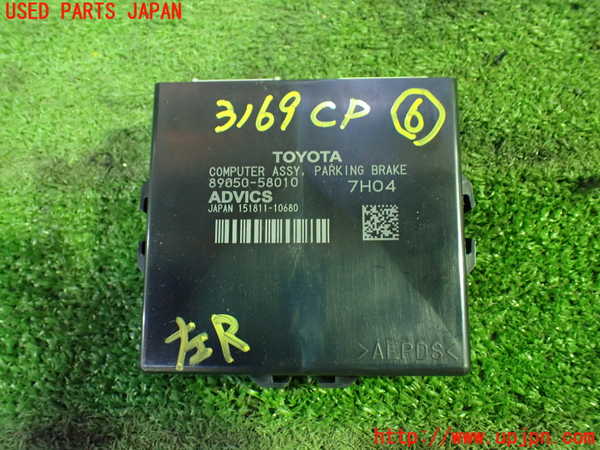 USED PARTS JAPAN
3169 CP 6
TOYOTA
COMPUTER ASSY, PARKING BRAKE
89050-58010 7H04
ADVICS
JAPAN 151811-10680
左R
>AEPDS<
http://www.upjpn.com